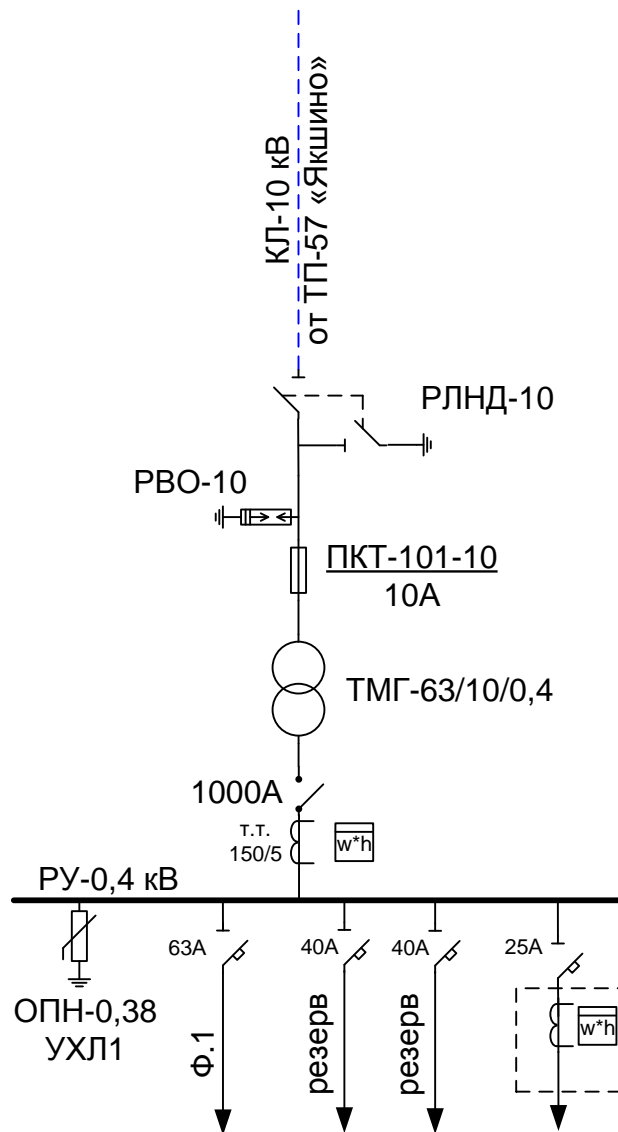 КЛ-10 кВ
от ТП-57 «Якшино»
РЛНД-10
РВО-10
ПКТ-101-10
10А
ТМГ-63/10/0,4
1000А
т.т.
150/5
w*h
РУ-0,4 кВ
63А
40А
40А
25А
ОПН-0,38
УХЛ1
Ф.1
резерв
резерв
w*h